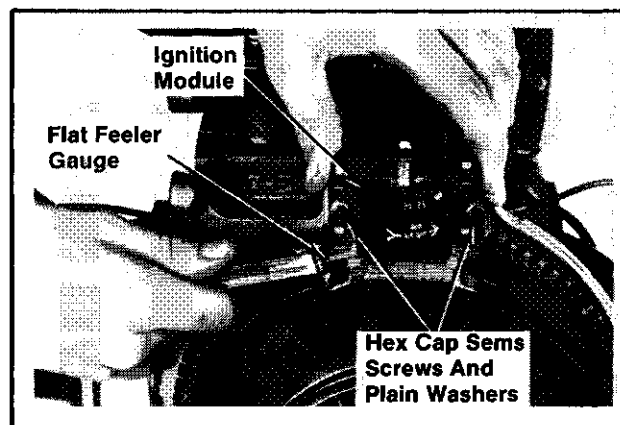 Ignition
Module
Flat Feeler
Gauge
Hex Cap Sems
Screws And
Plain Washers